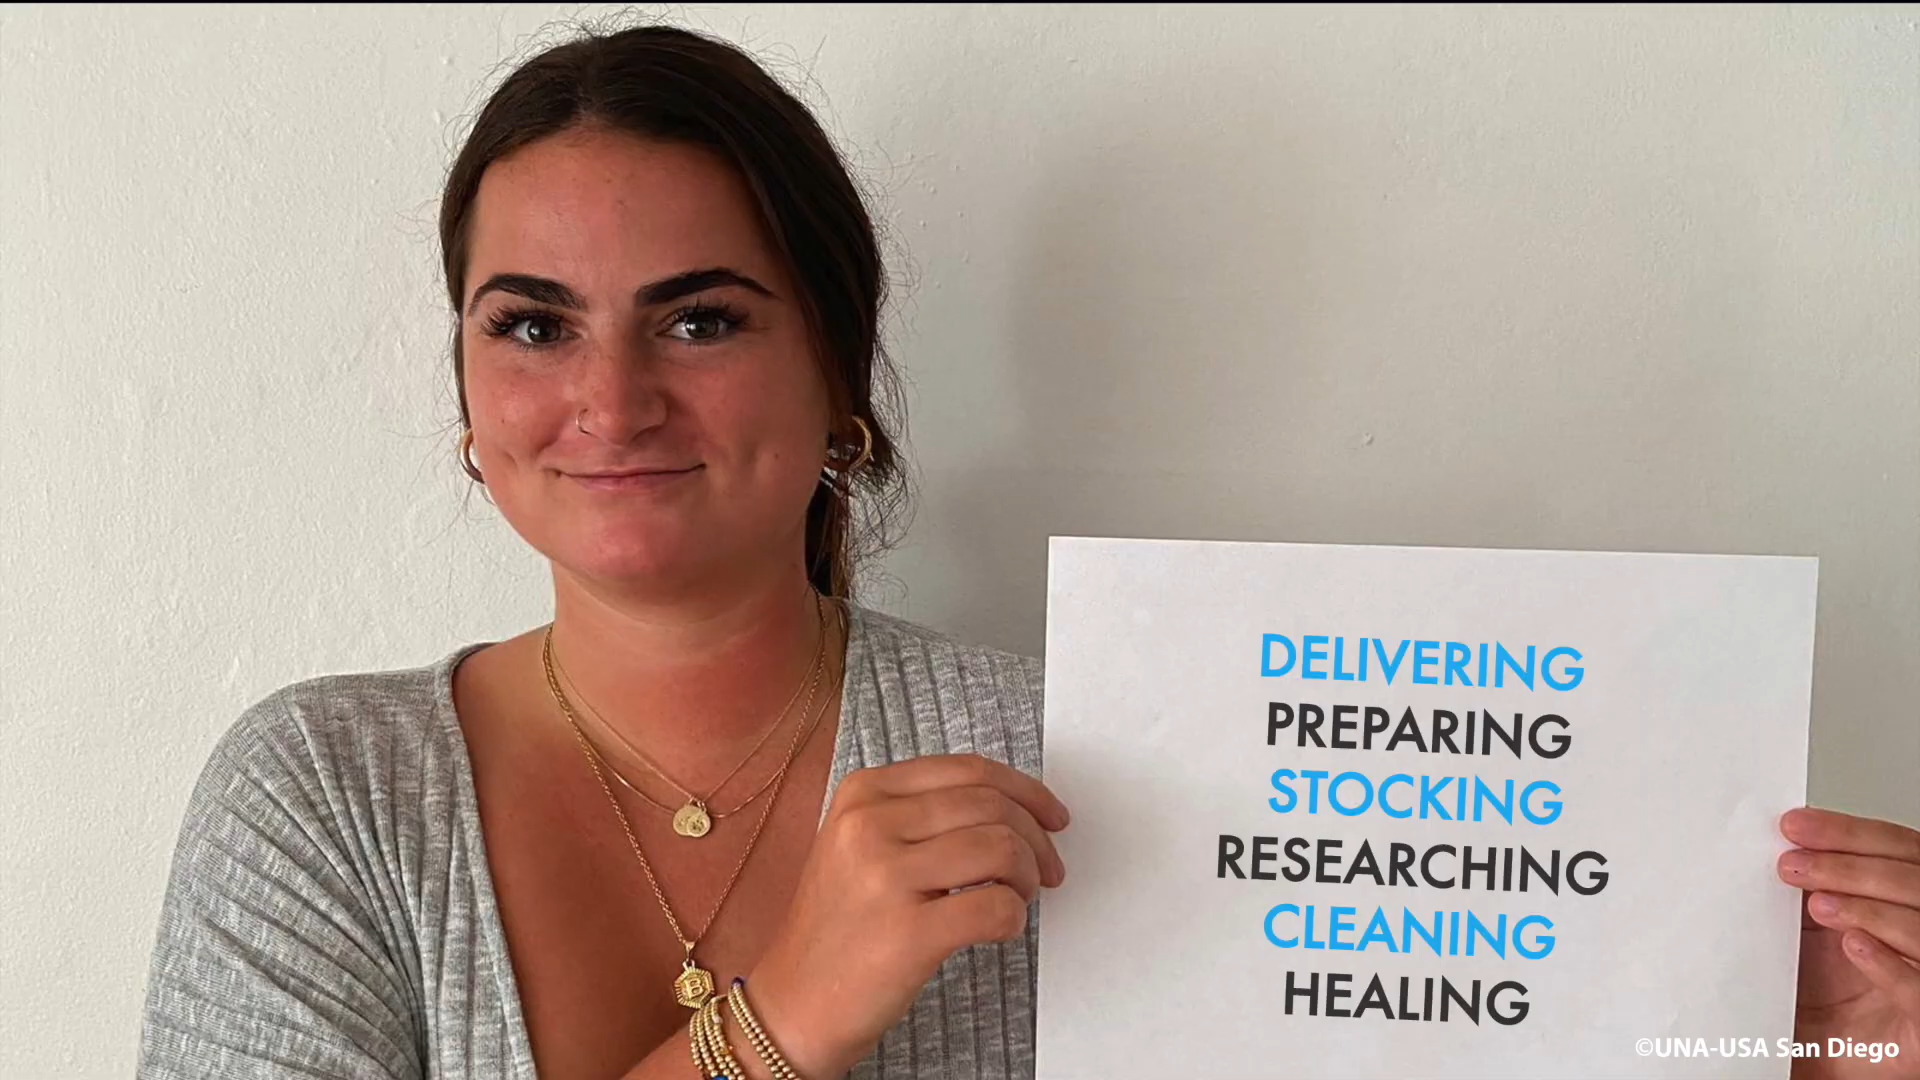 DELIVERING
PREPARING
STOCKING
RESEARCHING
CLEANING
HEALING
B
©UNA-USA San Diego